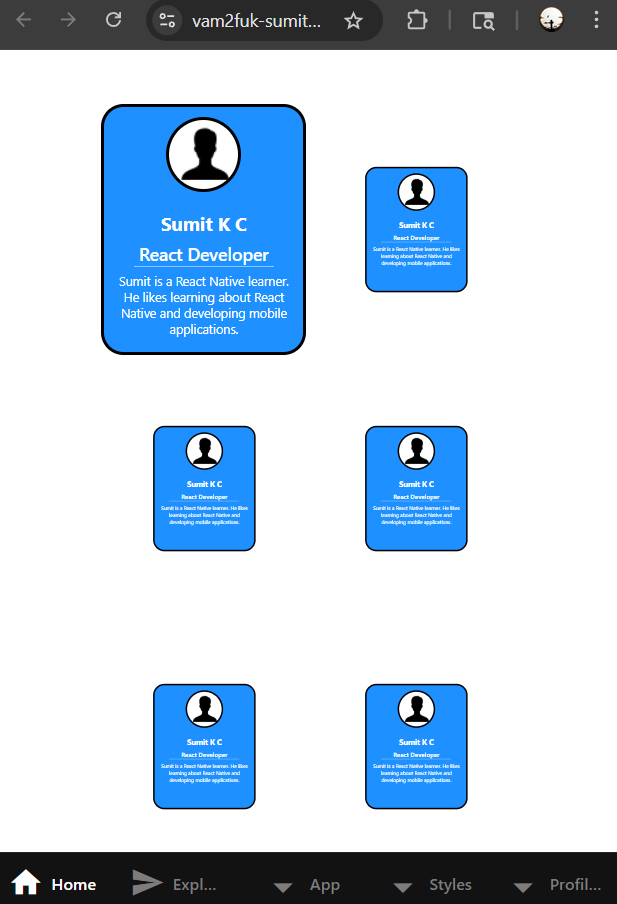 vam2fuk-sumit...
Sumit K C
React Developer
Sumit is a React Native learner.
He likes learning about React
Native and developing mobile
applications.
Sumit K C
React Developer
Sumit is a React Native learner. He likes
learning about React Native and
developing mobile applications.
Sumit K C
React Developer
Sumit is a React Native learner. He likes
learning about React Native and
developing mobile applications.
Sumit K C
React Developer
Sumit is a React Native learner. He likes
learning about React Native and
developing mobile applications.
Sumit K C
React Developer
Sumit is a React Native learner. He likes
learning about React Native and
developing mobile applications.
Sumit K C
React Developer
Sumit is a React Native learner. He likes
learning about React Native and
developing mobile applications.
Home Expl... App Styles Profil...